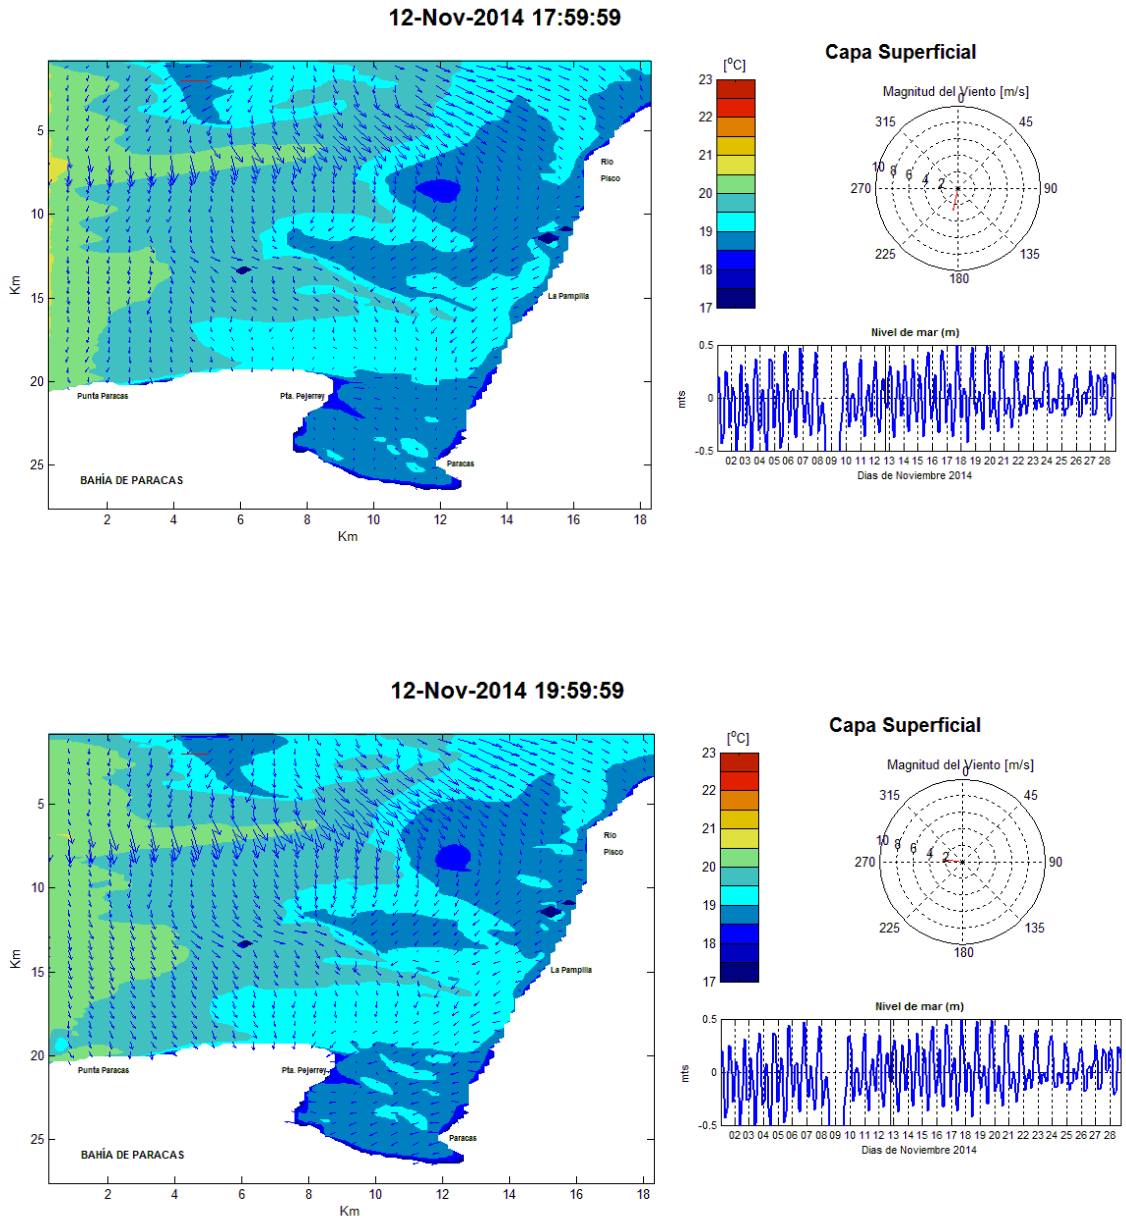 12-Nov-2014 17:59:59
Capa Superficial
[°C]
23
22
21
20
19
18
17
Magnitud del Viento [m/s]
0
45
90
135
180
225
270
315
10 8 6 4 2
5
10
15
20
25
Km
Rio
Pisco
La Pampilla
Punta Paracas
Pta. Pejerrey
Paracas
BAHÍA DE PARACAS
2 4 6 8 10 12 14 16 18
Km
Nivel de mar (m)
0.5
0
-0.5
mts
02 03 04 05 06 07 08 09 10 11 12 13 14 15 16 17 18 19 20 21 22 23 24 25 26 27 28
Dias de Noviembre 2014
12-Nov-2014 19:59:59
Capa Superficial
[°C]
23
22
21
20
19
18
17
Magnitud del Viento [m/s]
0
45
90
135
180
225
270
315
10 8 6 4 2
5
10
15
20
25
Km
Rio
Pisco
La Pampilla
Punta Paracas
Pta. Pejerrey
Paracas
BAHÍA DE PARACAS
2 4 6 8 10 12 14 16 18
Km
Nivel de mar (m)
0.5
0
-0.5
mts
02 03 04 05 06 07 08 09 10 11 12 13 14 15 16 17 18 19 20 21 22 23 24 25 26 27 28
Dias de Noviembre 2014